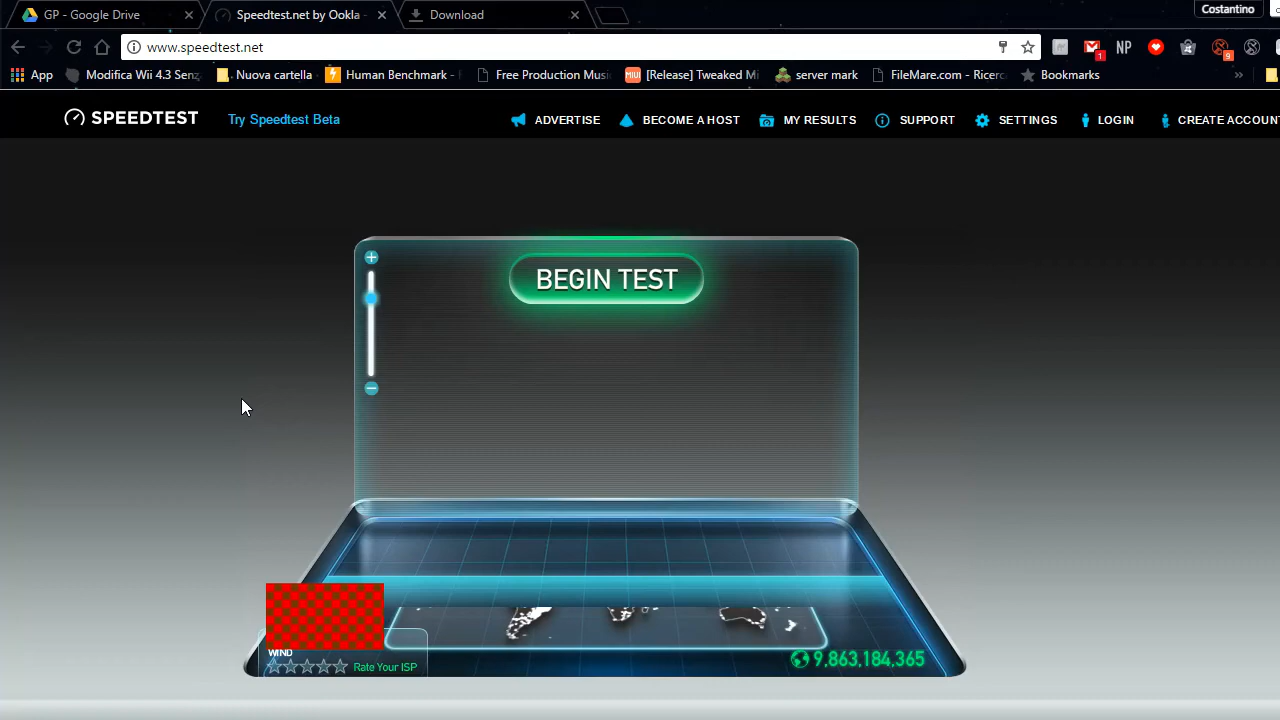 GP - Google Drive
Speedtest.net by Ookla
Download
Costantino
www.speedtest.net
App
Modifica Wii 4.3 Senz
Nuova cartella
Human Benchmark -
Free Production Musi
[Release] Tweaked Mi
server mark
FileMare.com - Ricerc
Bookmarks
1
NP
9
SPEEDTEST
Try Speedtest Beta
ADVERTISE
BECOME A HOST
MY RESULTS
SUPPORT
SETTINGS
LOGIN
CREATE ACCOUN
BEGIN TEST
WIND
Rate Your ISP
9,863,184,365